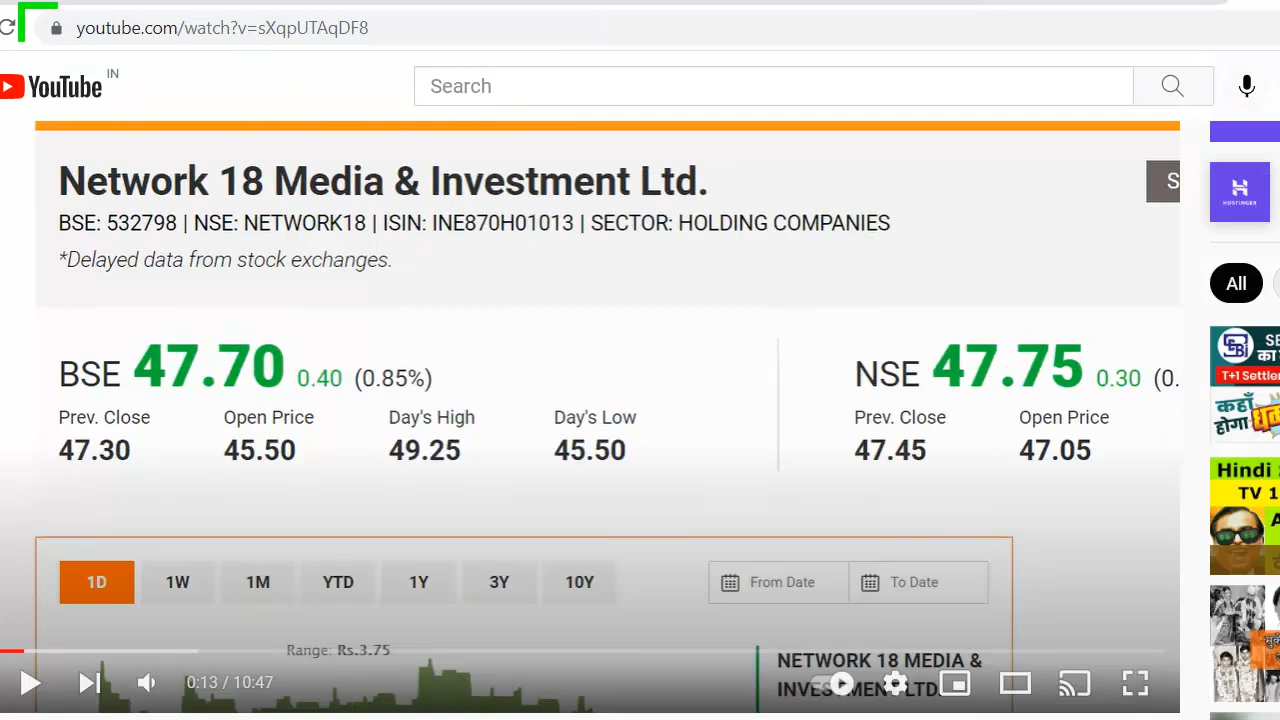 youtube.com/watch?v=sXqpUTAqDF8
YouTube IN
Search
Network 18 Media & Investment Ltd.
BSE: 532798 | NSE: NETWORK18 | ISIN: INE870H01013 | SECTOR: HOLDING COMPANIES
*Delayed data from stock exchanges.
HOSTINGER
All
BSE 47.70 0.40 (0.85%)
NSE 47.75 0.30 (0.
Prev. Close Open Price Day's High Day's Low
47.30 45.50 49.25 45.50
Prev. Close Open Price
47.45 47.05
T+1
कहाँ
होगा
Hindi
TV 1
1D 1W 1M YTD 1Y 3Y 10Y
From Date To Date
Range: Rs.3.75
NETWORK 18 MEDIA &
0:13 / 10:47